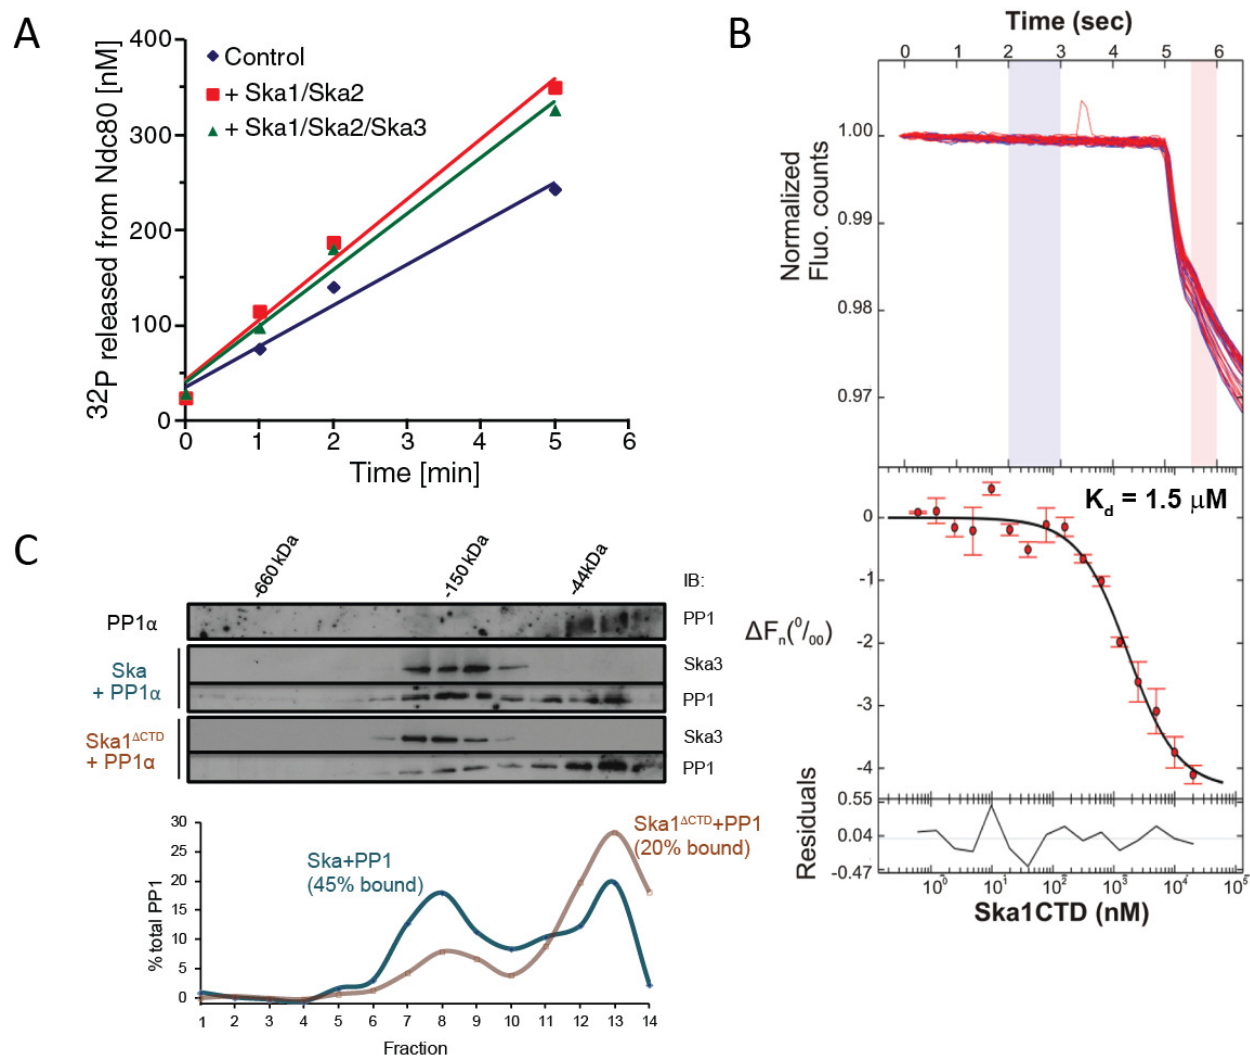 A
400
300
200
100
0
32P released from Ndc80 [nM]
Control
+ Ska1/Ska2
+ Ska1/Ska2/Ska3
0 1 2 3 4 5 6
Time [min]
B
Time (sec)
0 1 2 3 4 5 6
Normalized
Fluo. counts
1.00
0.99
0.98
0.97
Kd = 1.5 μM
ΔFn(0/00)
0
-1
-2
-3
-4
Residuals
0.55
0.04
-0.47
10^0 10^1 10^2 10^3 10^4 10^5
Ska1CTD (nM)
C
-660 kDa -150 kDa -44kDa
IB:
PP1α PP1
Ska
+ PP1α
Ska3
PP1
Ska1ΔCTD
+ PP1α
Ska3
PP1
% total PP1
30
25
20
15
10
5
0
Ska+PP1
(45% bound)
Ska1ΔCTD+PP1
(20% bound)
1 2 3 4 5 6 7 8 9 10 11 12 13 14
Fraction